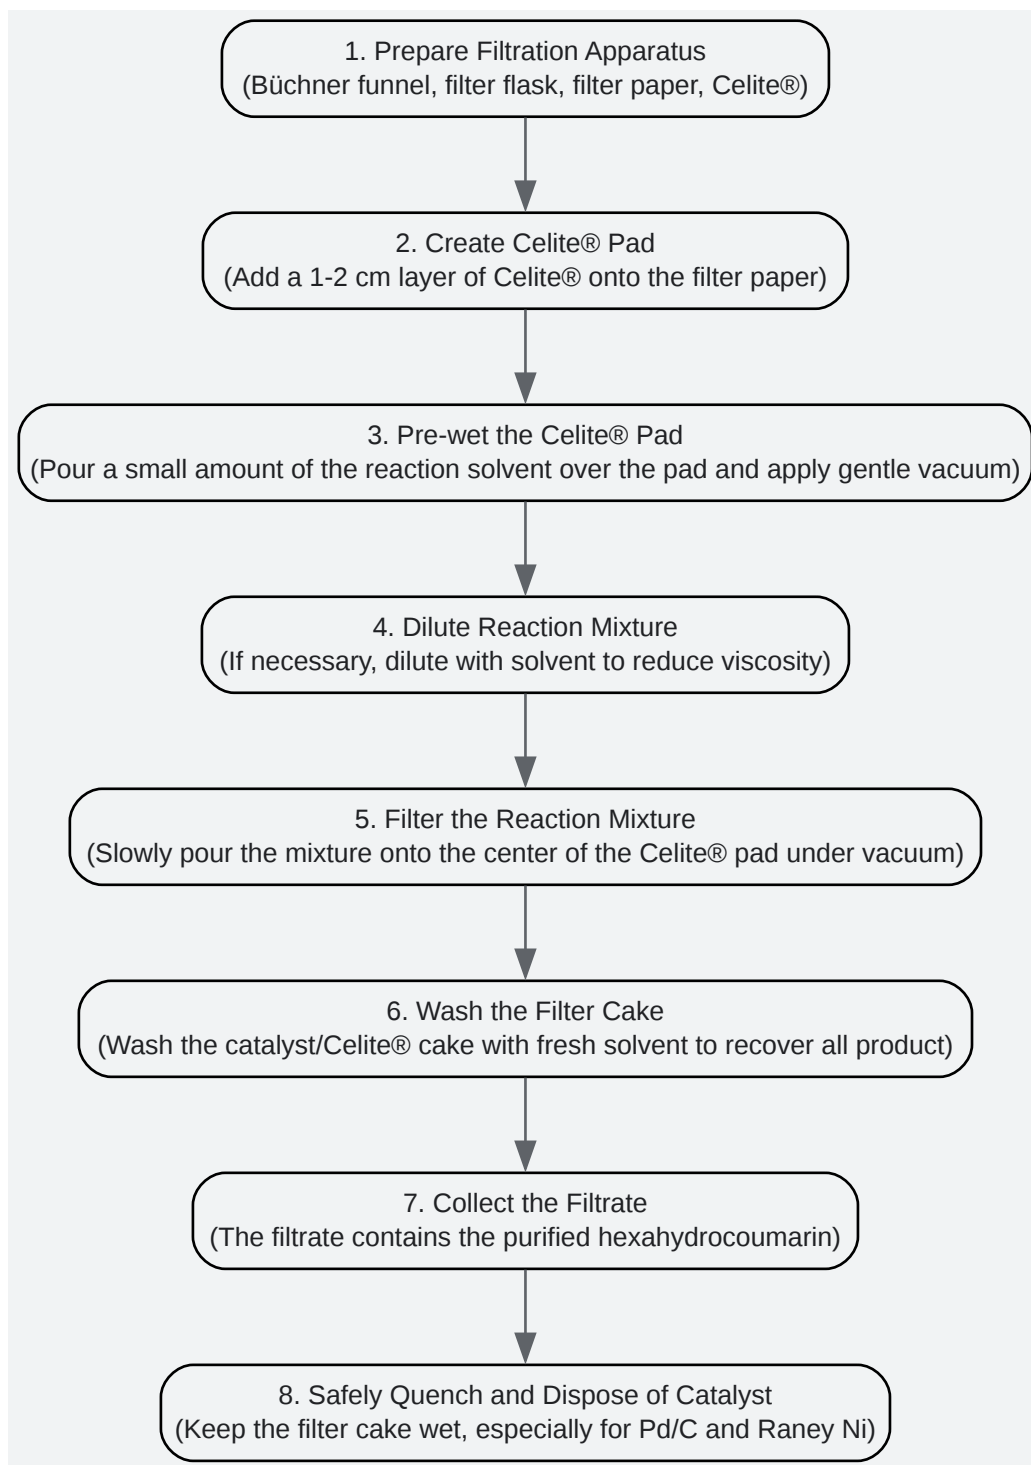 1. Prepare Filtration Apparatus
(Büchner funnel, filter flask, filter paper, Celite®)
2. Create Celite® Pad
(Add a 1-2 cm layer of Celite® onto the filter paper)
3. Pre-wet the Celite® Pad
(Pour a small amount of the reaction solvent over the pad and apply gentle vacuum)
4. Dilute Reaction Mixture
(If necessary, dilute with solvent to reduce viscosity)
5. Filter the Reaction Mixture
(Slowly pour the mixture onto the center of the Celite® pad under vacuum)
6. Wash the Filter Cake
(Wash the catalyst/Celite® cake with fresh solvent to recover all product)
7. Collect the Filtrate
(The filtrate contains the purified hexahydrocoumarin)
8. Safely Quench and Dispose of Catalyst
(Keep the filter cake wet, especially for Pd/C and Raney Ni)